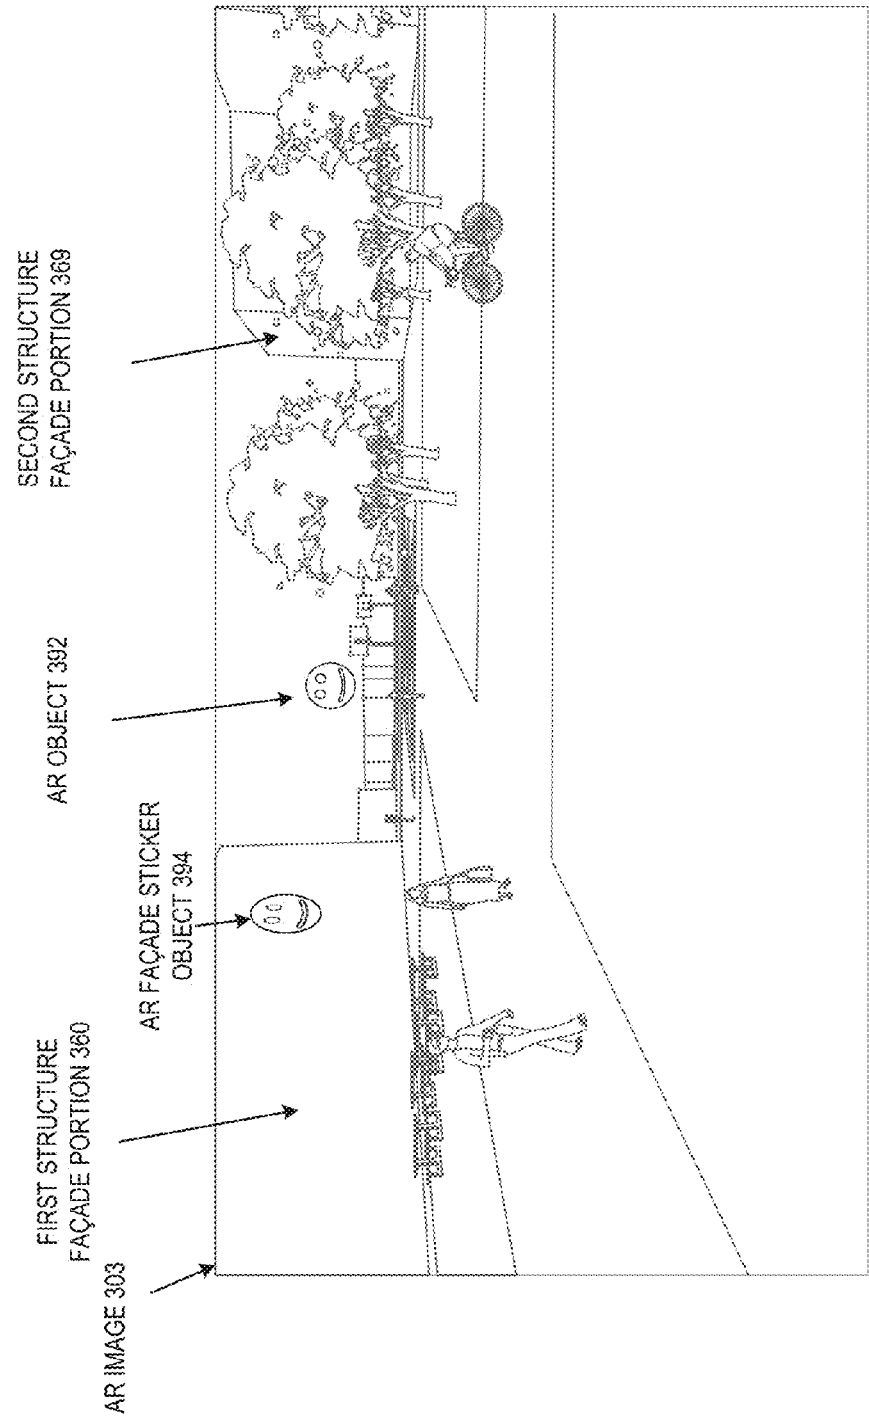 AR IMAGE 303
FIRST STRUCTURE
FAÇADE PORTION 360
AR FAÇADE STICKER
OBJECT 394
AR OBJECT 392
SECOND STRUCTURE
FAÇADE PORTION 369